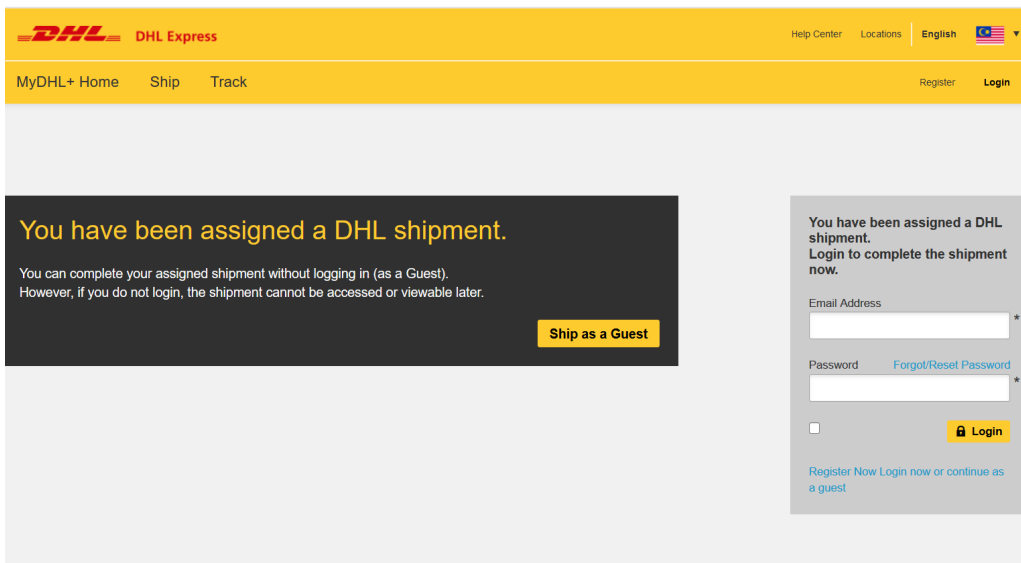 DHL DHL Express
Help Center Locations English
MyDHL+ Home Ship Track
Register Login
You have been assigned a DHL shipment.
You can complete your assigned shipment without logging in (as a Guest).
However, if you do not login, the shipment cannot be accessed or viewable later.
Ship as a Guest
You have been assigned a DHL
shipment.
Login to complete the shipment
now.
Email Address
*
Password Forgot/Reset Password
*
Login
Register Now Login now or continue as
a guest